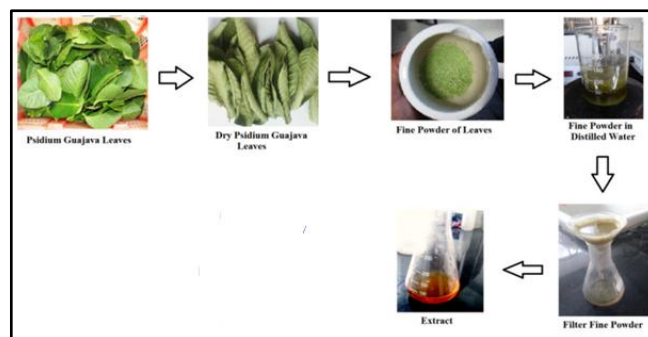 Psidium Guajava Leaves
Dry Psidium Guajava
Leaves
Fine Powder of Leaves
Fine Powder in
Distilled Water
Filter Fine Powder
Extract